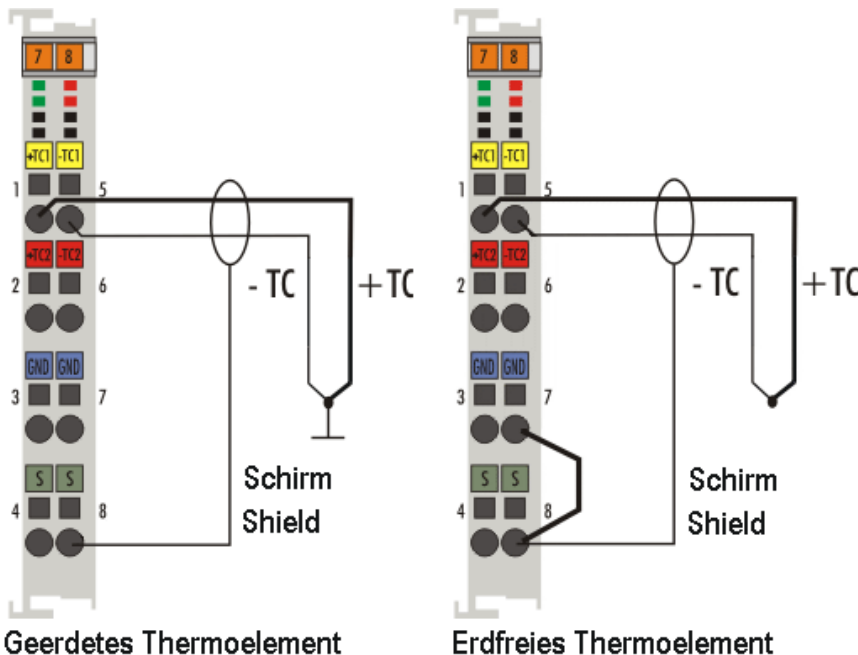 7 8
+TC1 -TC1
1 5
+TC2 -TC2
2 6
- TC +TC
GND GND
3 7
S S
4 8
Schirm
Shield
Geerdetes Thermoelement
7 8
+TC1 -TC1
1 5
+TC2 -TC2
2 6
- TC +TC
GND GND
3 7
S S
4 8
Schirm
Shield
Erdfreies Thermoelement